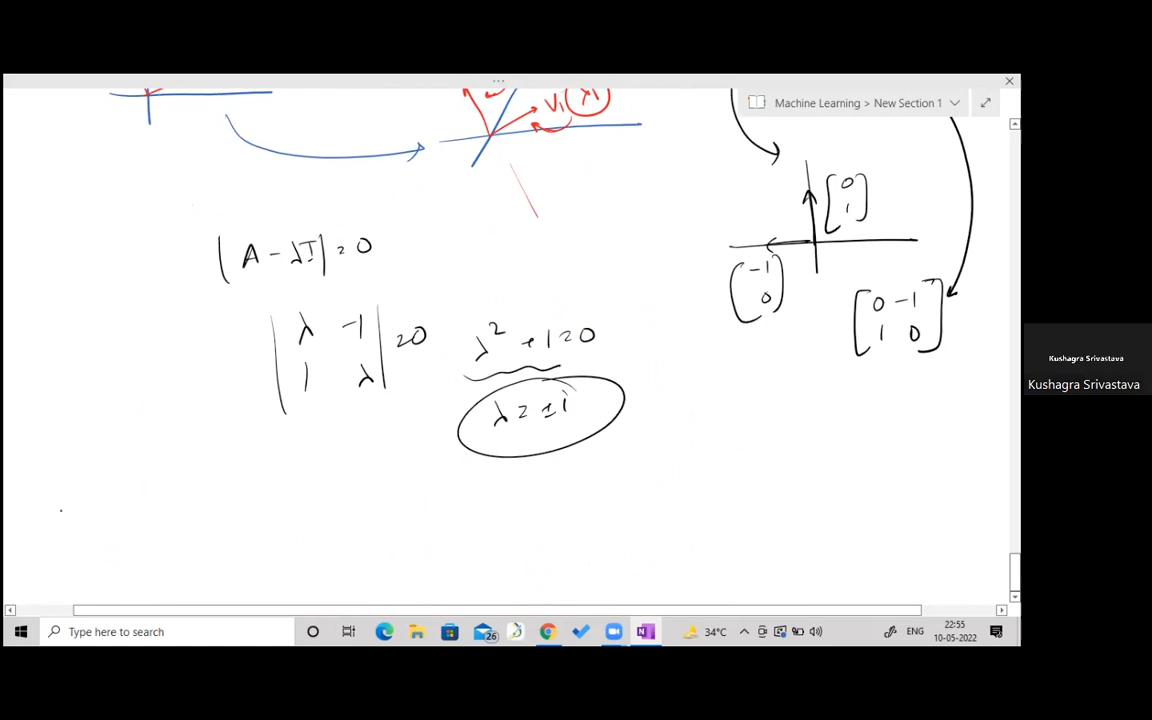 Machine Learning > New Section 1
V1 λ1
[0
1]
|A - λI| = 0
[-1
0]
[0 -1
1 0]
|λ -1
1 λ| = 0
λ² + 1 = 0
λ = ±i
Kushagra Srivastava
Kushagra Srivastava
Type here to search
26
34°C
ENG
22:55
10-05-2022